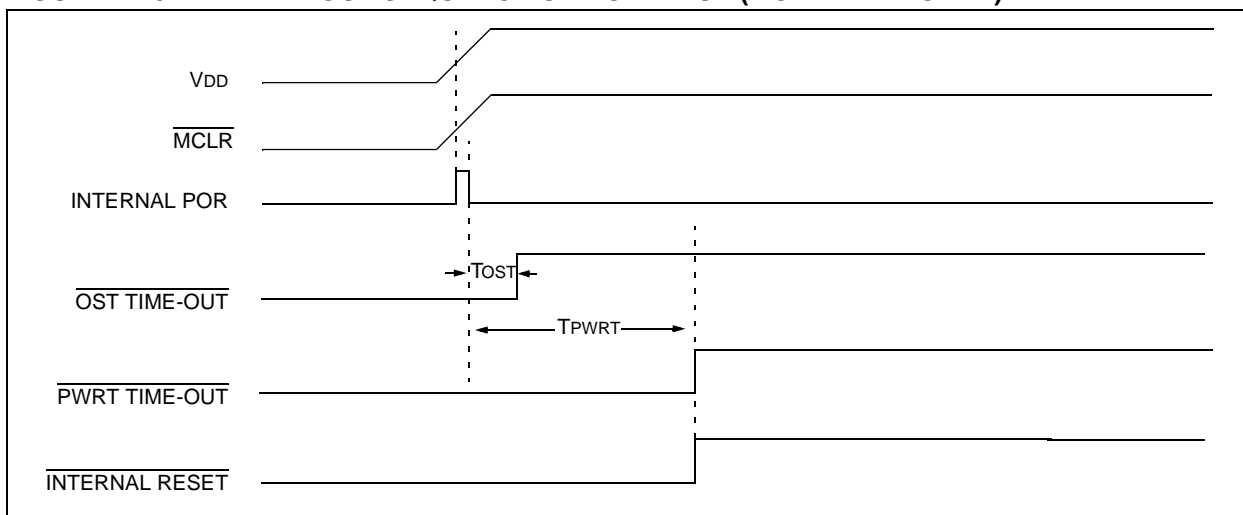 VDD
MCLR
INTERNAL POR
TOST
OST TIME-OUT
TPWRT
PWRT TIME-OUT
INTERNAL RESET